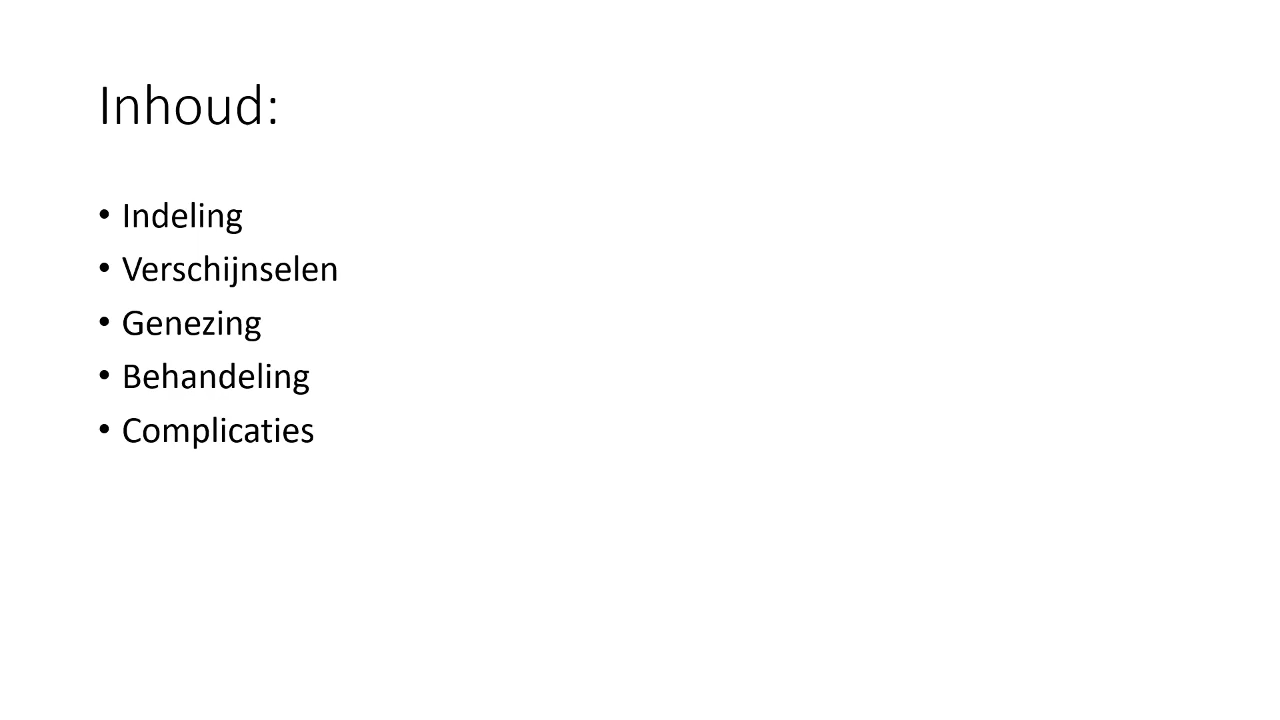 Inhoud:
• Indeling
• Verschijnselen
• Genezing
• Behandeling
• Complicaties